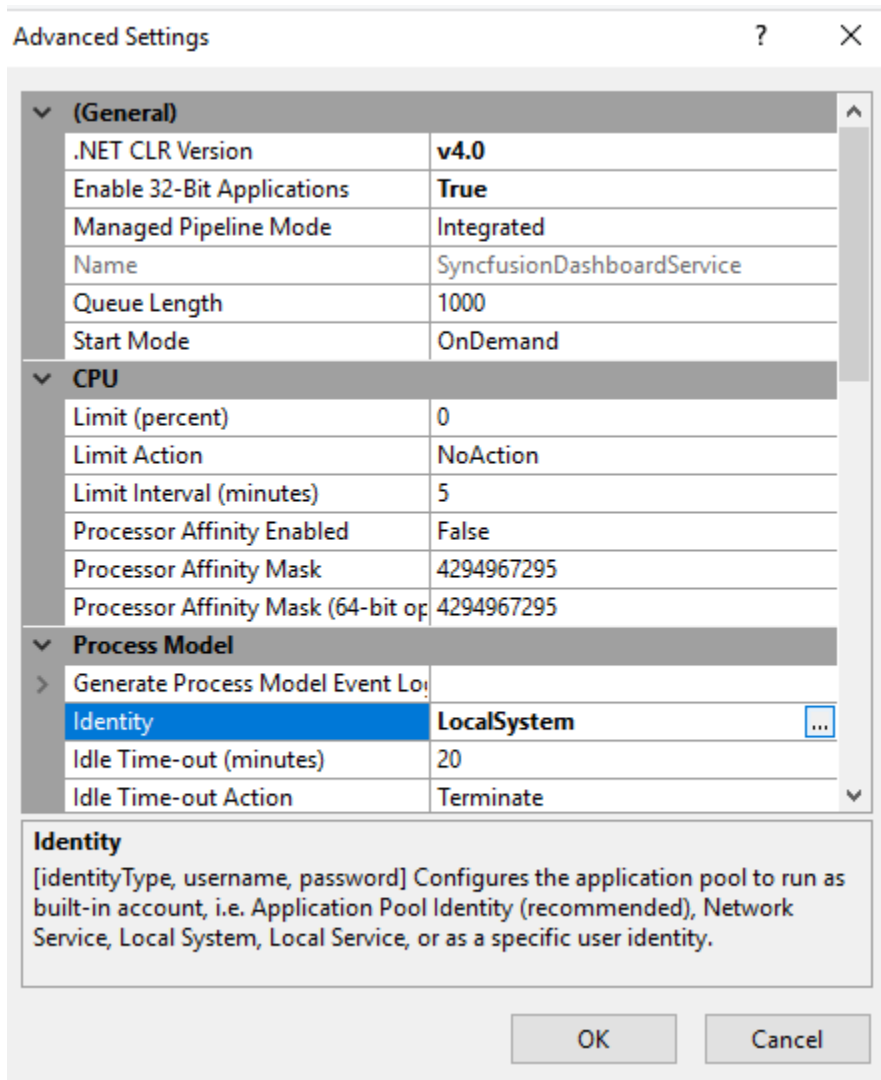 Advanced Settings ? ×
(General)
.NET CLR Version v4.0
Enable 32-Bit Applications True
Managed Pipeline Mode Integrated
Name SyncfusionDashboardService
Queue Length 1000
Start Mode OnDemand
CPU
Limit (percent) 0
Limit Action NoAction
Limit Interval (minutes) 5
Processor Affinity Enabled False
Processor Affinity Mask 4294967295
Processor Affinity Mask (64-bit op 4294967295
Process Model
Generate Process Model Event Lo
Identity LocalSystem ...
Idle Time-out (minutes) 20
Idle Time-out Action Terminate
Identity
[identityType, username, password] Configures the application pool to run as
built-in account, i.e. Application Pool Identity (recommended), Network
Service, Local System, Local Service, or as a specific user identity.
OK Cancel